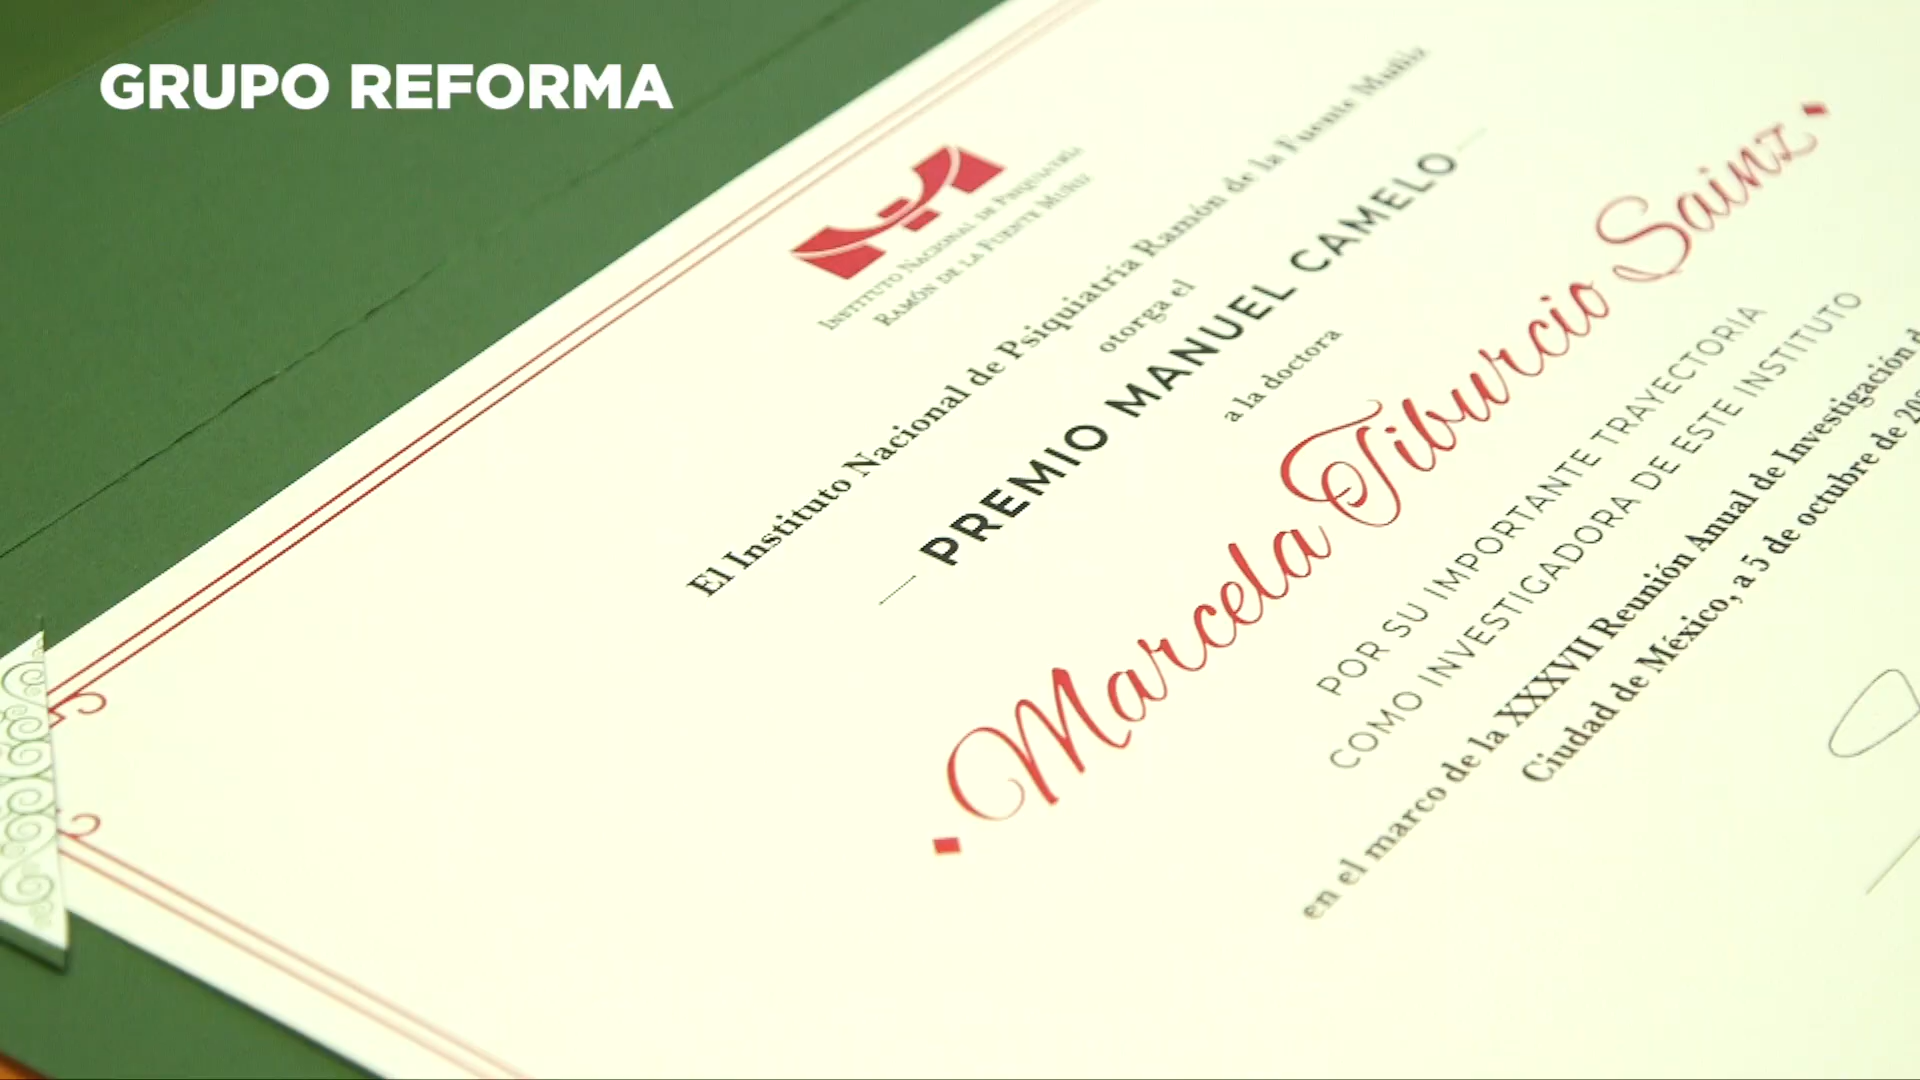 GRUPO REFORMA
INSTITUTO NACIONAL DE PSIQUIATRÍA
RAMÓN DE LA FUENTE MUÑIZ
El Instituto Nacional de Psiquiatría Ramón de la Fuente Muñiz
otorga el
PREMIO MANUEL CAMELO
a la doctora
Marcela Tiburcio Sainz
POR SU IMPORTANTE TRAYECTORIA
COMO INVESTIGADORA DE ESTE INSTITUTO
en el marco de la XXXVII Reunión Anual de Investigación
Ciudad de México, a 5 de octubre de